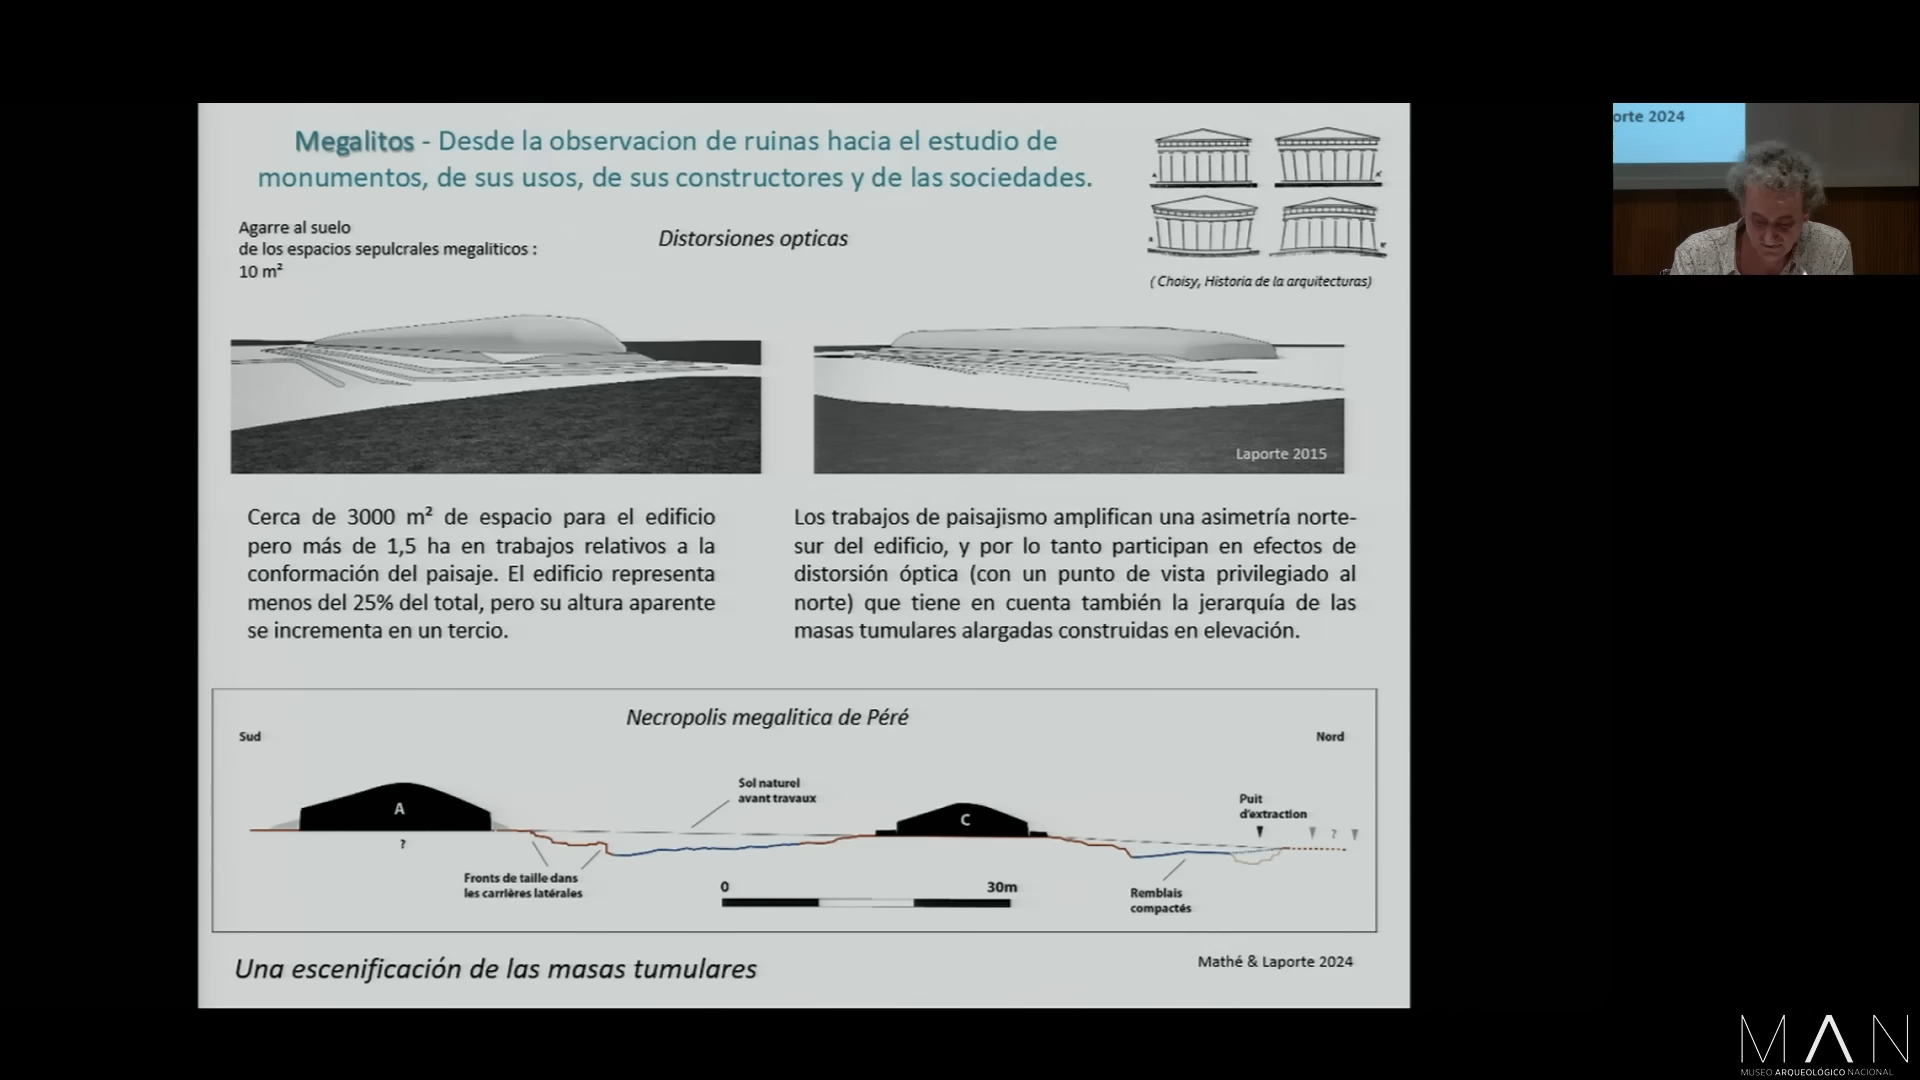 Megalitos - Desde la observacion de ruinas hacia el estudio de
monumentos, de sus usos, de sus constructores y de las sociedades.
Agarre al suelo
de los espacios sepulcrales megaliticos :
10 m²
Distorsiones opticas
( Choisy, Historia de la arquitecturas)
Laporte 2015
Cerca de 3000 m² de espacio para el edificio
pero más de 1,5 ha en trabajos relativos a la
conformación del paisaje. El edificio representa
menos del 25% del total, pero su altura aparente
se incrementa en un tercio.
Los trabajos de paisajismo amplifican una asimetría norte-
sur del edificio, y por lo tanto participan en efectos de
distorsión óptica (con un punto de vista privilegiado al
norte) que tiene en cuenta también la jerarquía de las
masas tumulares alargadas construidas en elevación.
Necropolis megalitica de Péré
Sud
Nord
Sol naturel
avant travaux
A
?
C
Puit
d'extraction
?
Fronts de taille dans
les carrières latérales
0
30m
Remblais
compactés
Una escenificación de las masas tumulares
Mathé & Laporte 2024
orte 2024
MAN
MUSEO ARQUEOLÓGICO NACIONAL